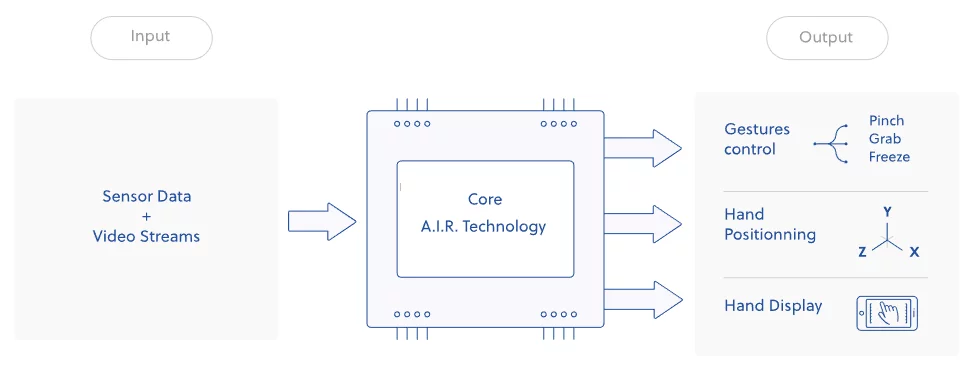 Input
Output
Sensor Data
+
Video Streams
Core
A.I.R. Technology
Gestures
control
Pinch
Grab
Freeze
Hand
Positionning
Y
Z
X
Hand Display